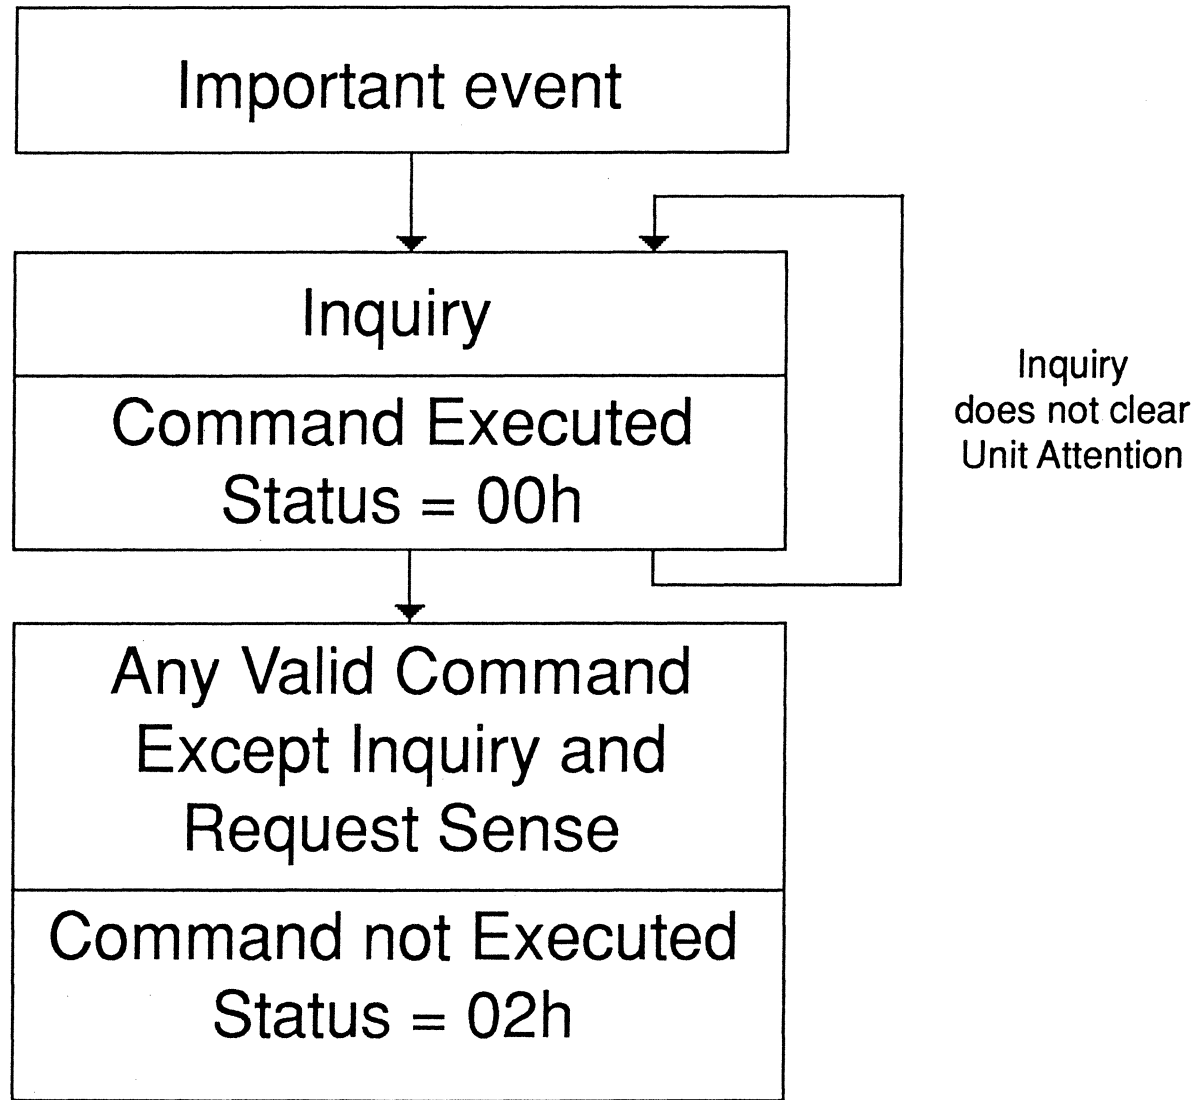 Important event
Inquiry
Command Executed
Status = 00h
Inquiry
does not clear
Unit Attention
Any Valid Command
Except Inquiry and
Request Sense
Command not Executed
Status = 02h